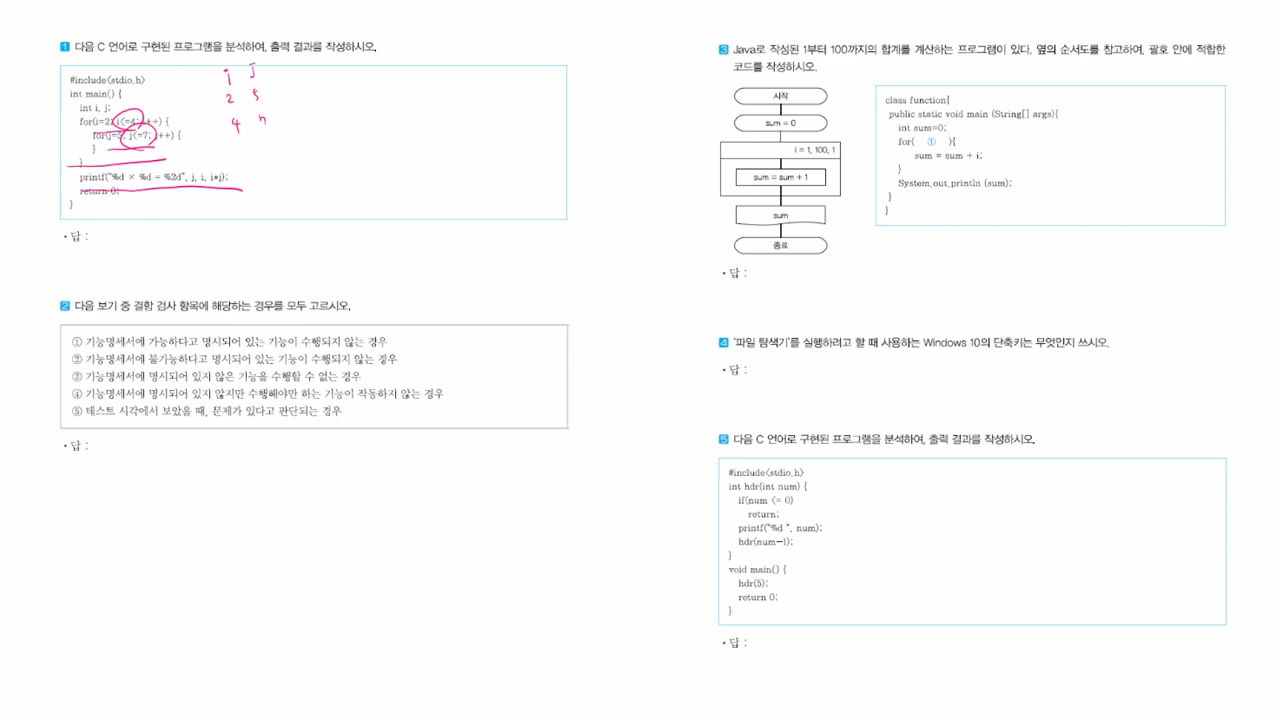 1 다음 C 언어로 구현된 프로그램을 분석하여, 출력 결과를 작성하시오.
#include<stdio.h>
int main() {
int i, j;
for(i=2; i<=4; i++) {
for(j=5; j<=7; j++) {
}
}
printf("%d × %d = %2d", j, i, i*j);
return 0;
}
i j
2 5
4
• 답 :
2 다음 보기 중 결함 검사 항목에 해당하는 경우를 모두 고르시오.
① 기능명세서에 가능하다고 명시되어 있는 기능이 수행되지 않는 경우
② 기능명세서에 불가능하다고 명시되어 있는 기능이 수행되지 않는 경우
③ 기능명세서에 명시되어 있지 않은 기능을 수행할 수 없는 경우
④ 기능명세서에 명시되어 있지 않지만 수행해야만 하는 기능이 작동하지 않는 경우
⑤ 테스트 시각에서 보았을 때, 문제가 있다고 판단되는 경우
• 답 :
3 Java로 작성된 1부터 100까지의 합계를 계산하는 프로그램이 있다. 옆의 순서도를 참고하여, 괄호 안에 적합한
코드를 작성하시오.
시작
sum = 0
i = 1, 100, 1
sum = sum + 1
sum
종료
class function{
public static void main (String[] args){
int sum=0;
for( ① ){
sum = sum + i;
}
System.out.println (sum);
}
}
• 답 :
4 '파일 탐색기'를 실행하려고 할 때 사용하는 Windows 10의 단축키는 무엇인지 쓰시오.
• 답 :
5 다음 C 언어로 구현된 프로그램을 분석하여, 출력 결과를 작성하시오.
#include<stdio.h>
int hdr(int num) {
if(num <= 0)
return;
printf("%d ", num);
hdr(num-1);
}
void main() {
hdr(5);
return 0;
}
• 답 :